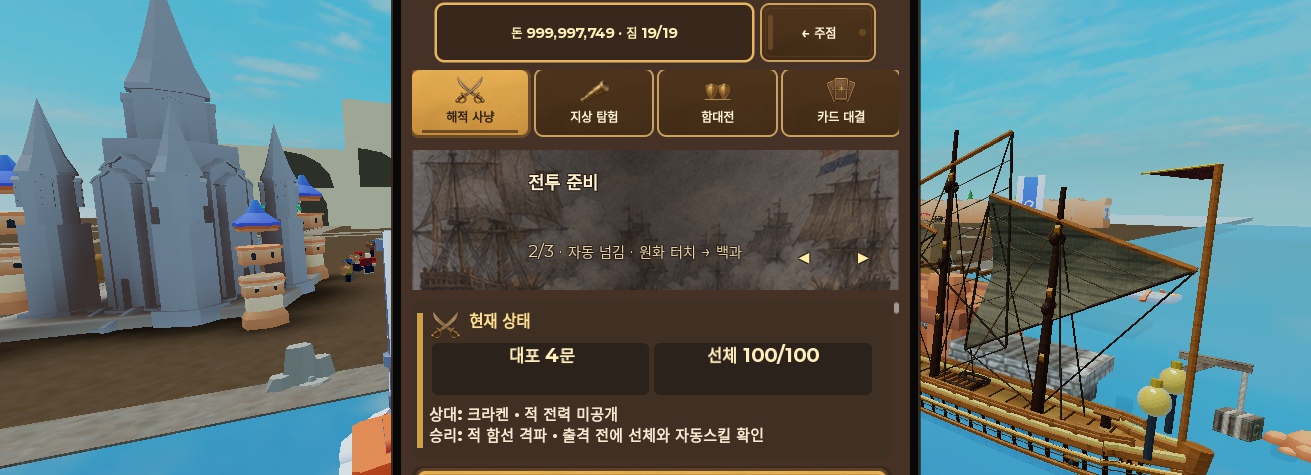 돈 999,997,749 · 짐 19/19
← 주점
해적 사냥
지상 탐험
함대전
카드 대결
전투 준비
2/3 · 자동 넘김 · 원화 터치 → 백과
◀ ▶
현재 상태
대포 4문
선체 100/100
상대: 크라켄 • 적 전력 미공개
승리: 적 함선 격파 • 출격 전에 선체와 자동스킬 확인